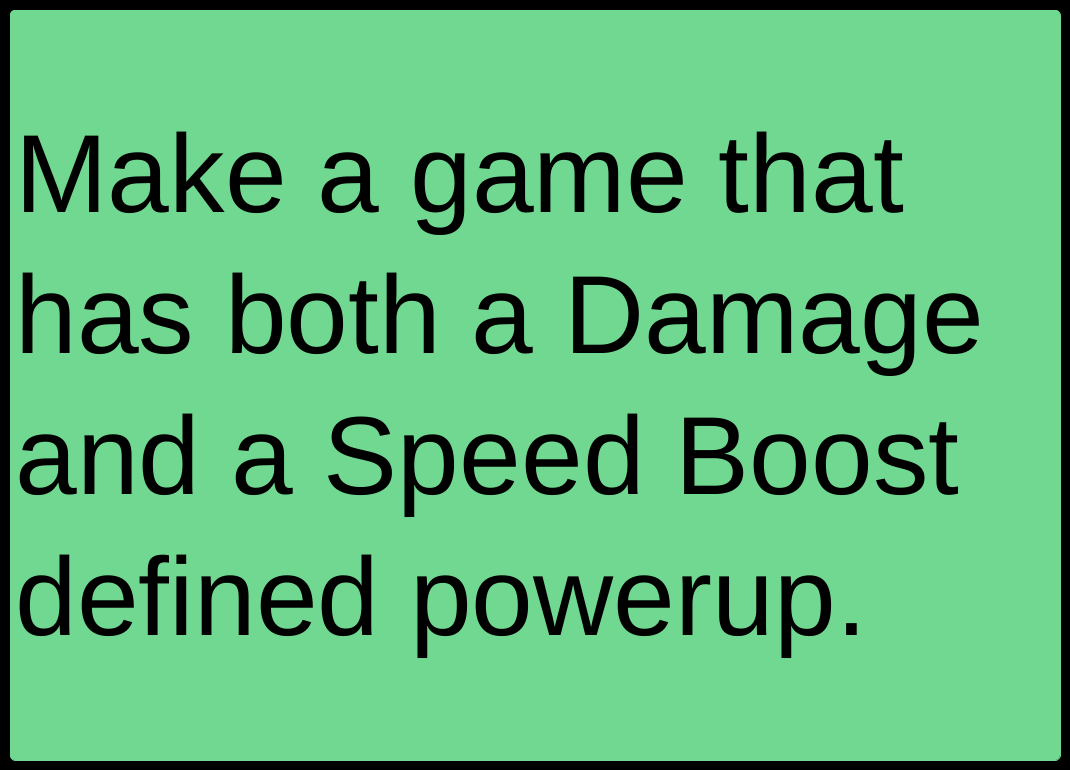 Make a game that
has both a Damage
and a Speed Boost
defined powerup.